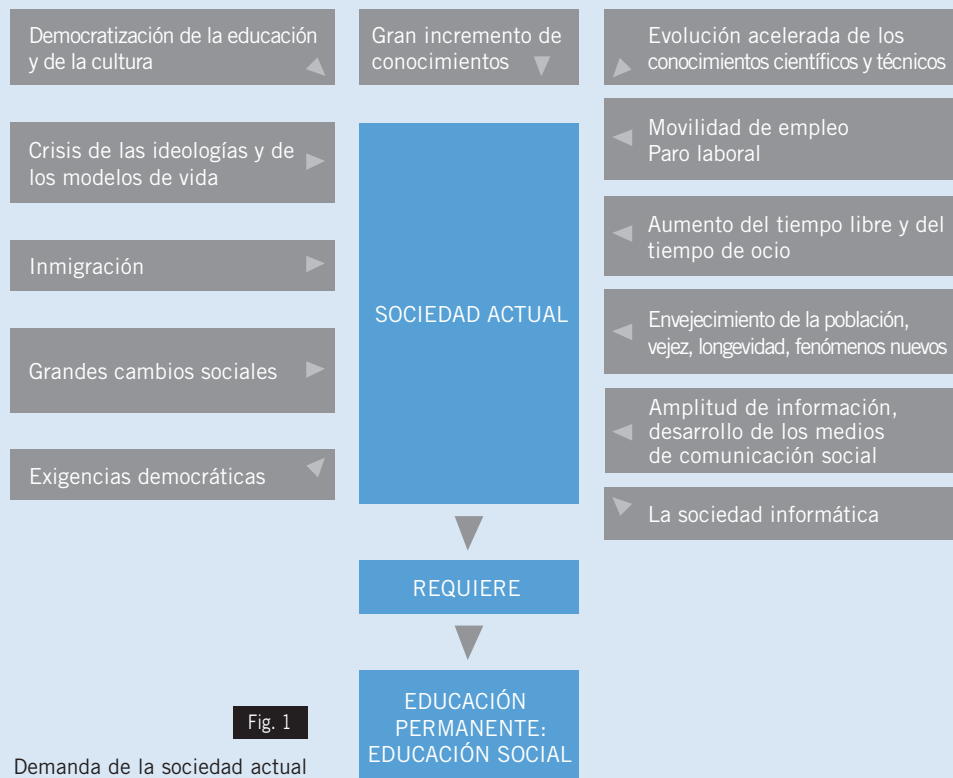 Democratización de la educación
y de la cultura
Gran incremento de
conocimientos
Evolución acelerada de los
conocimientos científicos y técnicos
Crisis de las ideologías y de
los modelos de vida
Inmigración
Grandes cambios sociales
Exigencias democráticas
SOCIEDAD ACTUAL
Movilidad de empleo
Paro laboral
Aumento del tiempo libre y del
tiempo de ocio
Envejecimiento de la población,
vejez, longevidad, fenómenos nuevos
Amplitud de información,
desarrollo de los medios
de comunicación social
La sociedad informática
REQUIERE
EDUCACIÓN
PERMANENTE:
EDUCACIÓN SOCIAL
Fig. 1
Demanda de la sociedad actual